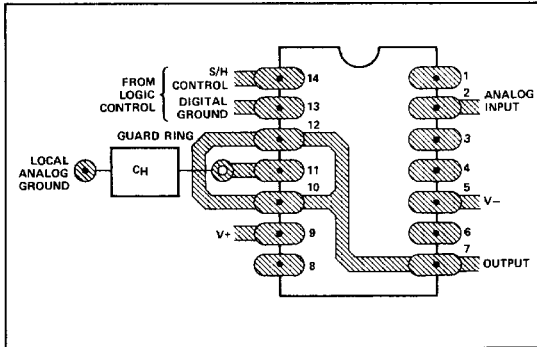 FROM LOGIC CONTROL
S/H CONTROL
14
1
DIGITAL GROUND
13
2
ANALOG INPUT
GUARD RING
12
3
LOCAL ANALOG GROUND
CH
11
4
10
5
V−
V+
9
6
8
7
OUTPUT